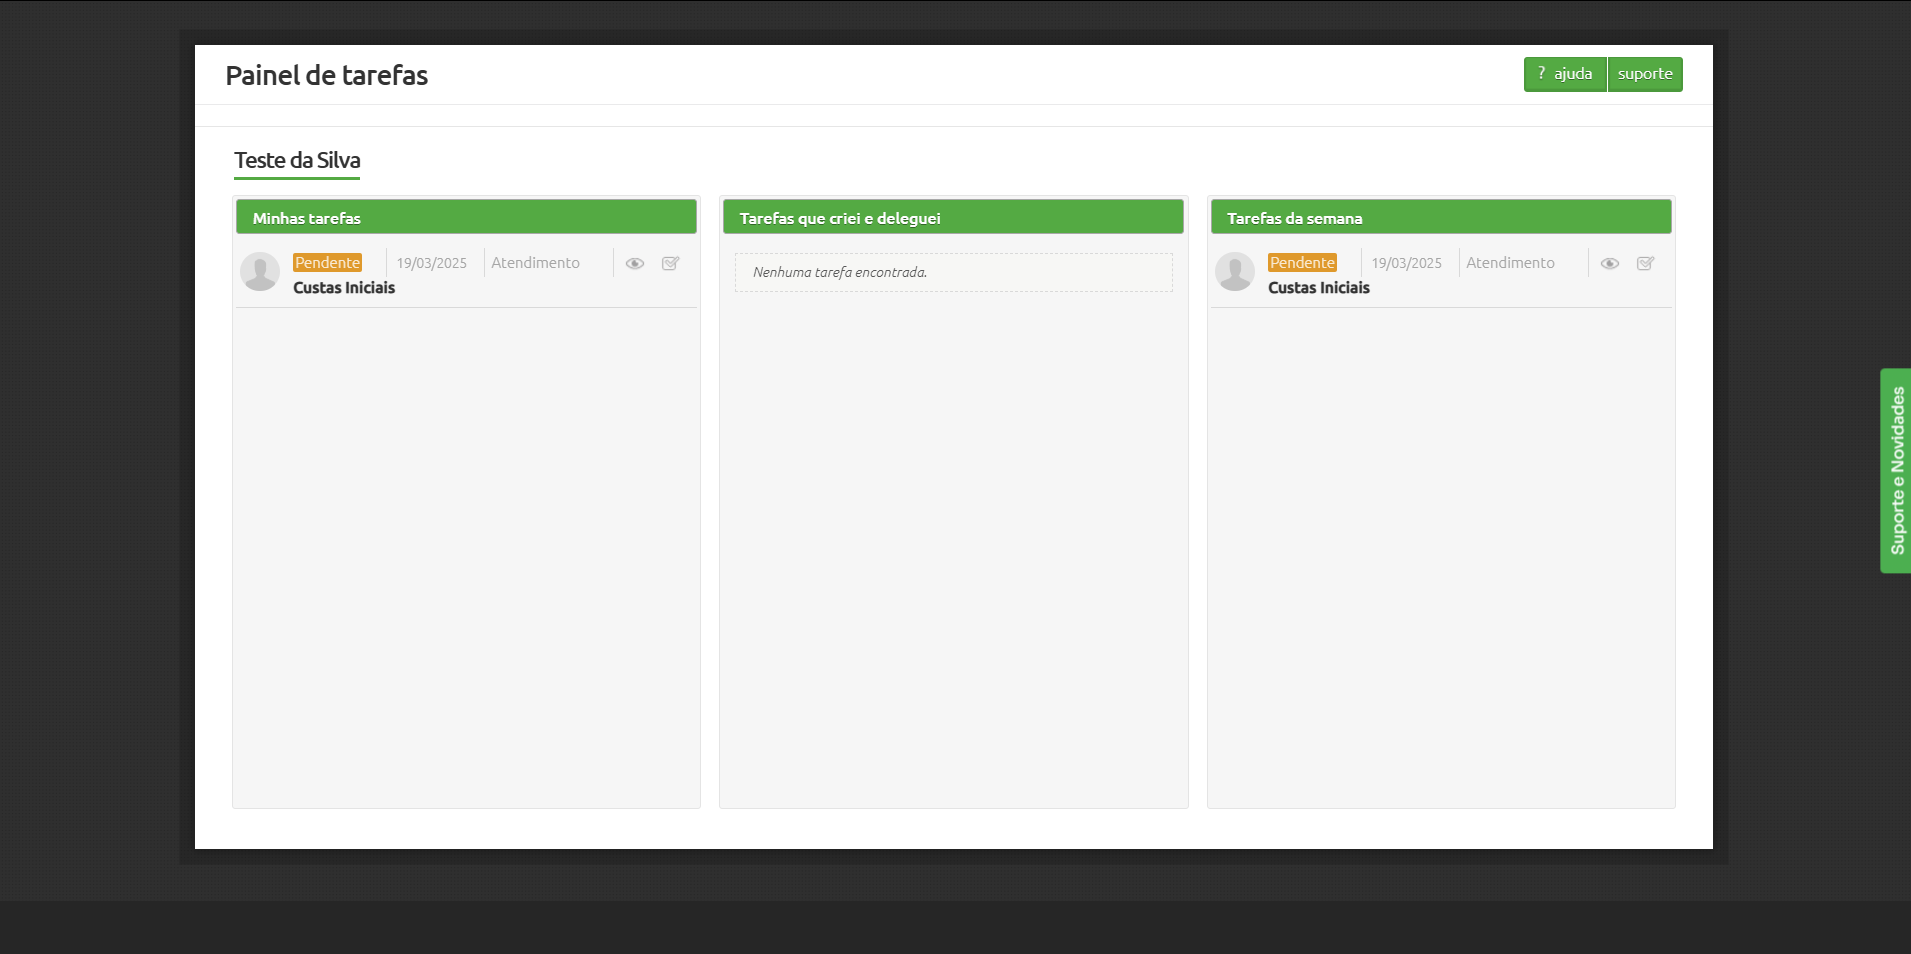 Painel de tarefas
? ajuda
suporte
Teste da Silva
Minhas tarefas
Pendente 19/03/2025 Atendimento
Custas Iniciais
Tarefas que criei e deleguei
Nenhuma tarefa encontrada.
Tarefas da semana
Pendente 19/03/2025 Atendimento
Custas Iniciais
Suporte e Novidades